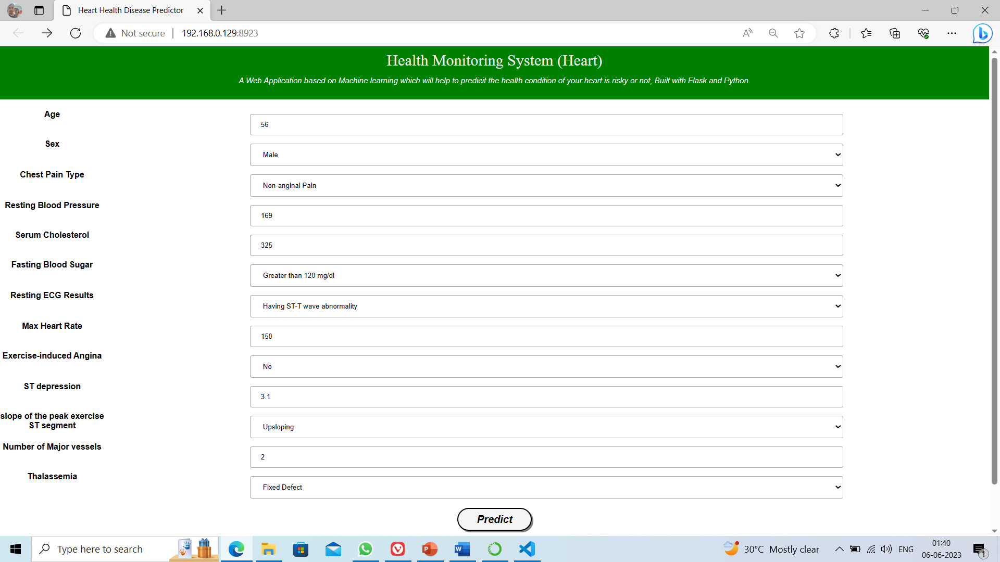 Heart Health Disease Predictor
Not secure
192.168.0.129:8923
Health Monitoring System (Heart)
A Web Application based on Machine learning which will help to predicit the health condition of your heart is risky or not, Built with Flask and Python.
Age
56
Sex
Male
Chest Pain Type
Non-anginal Pain
Resting Blood Pressure
169
Serum Cholesterol
325
Fasting Blood Sugar
Greater than 120 mg/dl
Resting ECG Results
Having ST-T wave abnormality
Max Heart Rate
150
Exercise-induced Angina
No
ST depression
3.1
slope of the peak exercise
ST segment
Upsloping
Number of Major vessels
2
Thalassemia
Fixed Defect
Predict
Type here to search
30°C Mostly clear
ENG
01:40
06-06-2023
1